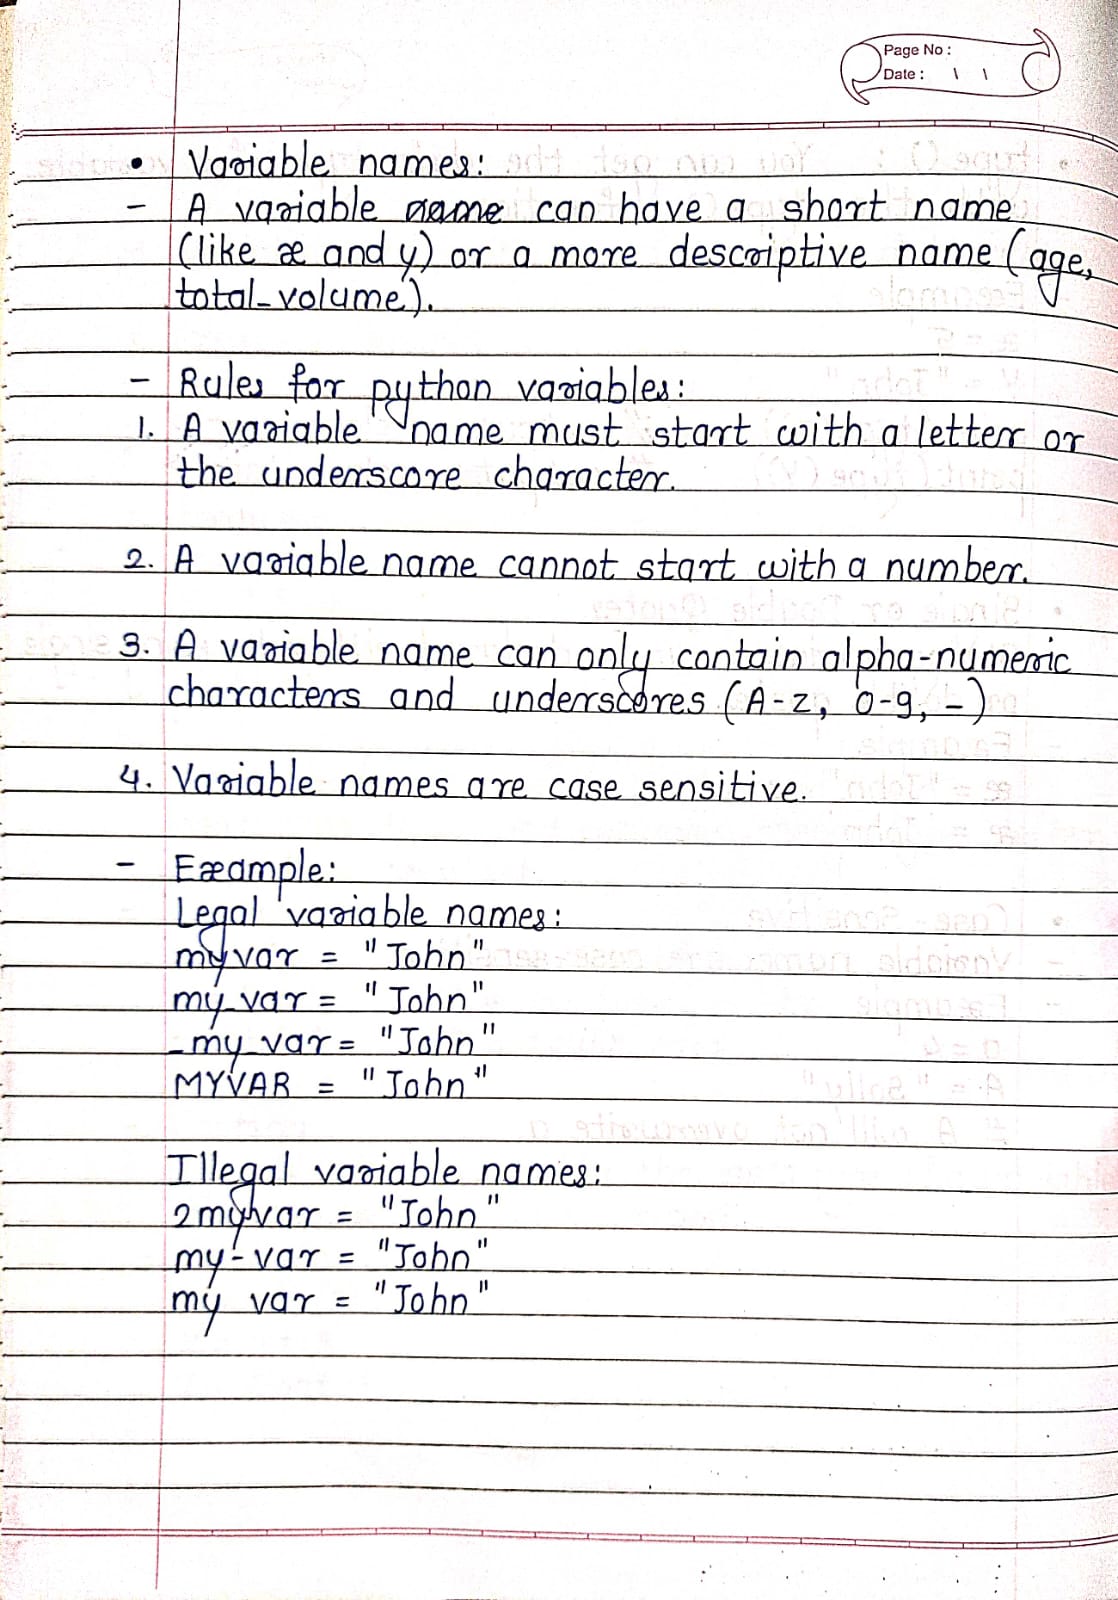 Page No :
Date : \ \
• Variable names:
- A variable name can have a short name
(like x and y) or a more descriptive name (age,
total_volume).
- Rules for python variables:
1. A variable name must start with a letter or
the underscore character.
2. A variable name cannot start with a number.
3. A variable name can only contain alpha-numeric
characters and underscores (A-z, 0-9, _)
4. Variable names are case sensitive.
- Example:
Legal variable names:
myvar = "John"
my_var = "John"
_my_var = "John"
MYVAR = "John"
Illegal variable names:
2myvar = "John"
my-var = "John"
my var = "John"